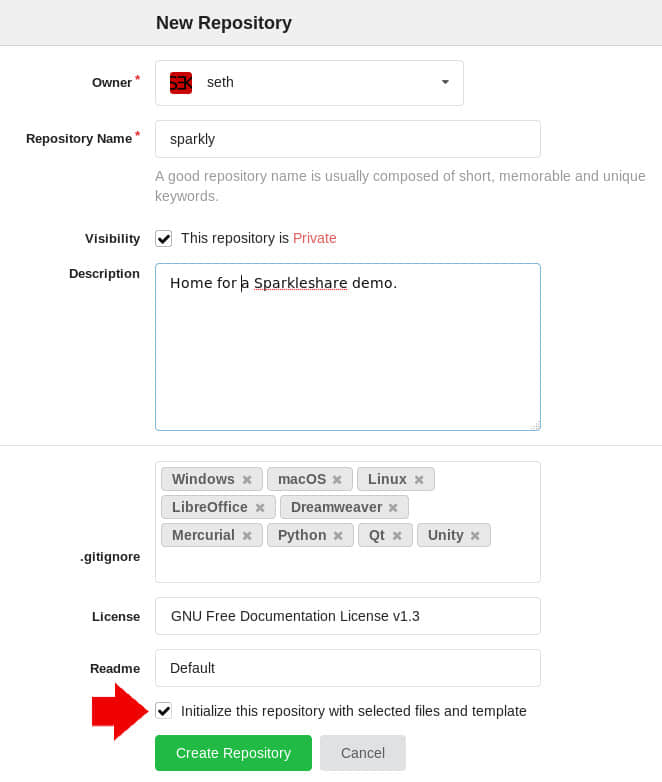 New Repository
Owner *
SEK
seth
Repository Name *
sparkly
A good repository name is usually composed of short, memorable and unique
keywords.
Visibility
This repository is Private
Description
Home for a Sparkleshare demo.
Windows ✖ macOS ✖ Linux ✖
LibreOffice ✖ Dreamweaver ✖
Mercurial ✖ Python ✖ Qt ✖ Unity ✖
.gitignore
License
GNU Free Documentation License v1.3
Readme
Default
Initialize this repository with selected files and template
Create Repository
Cancel